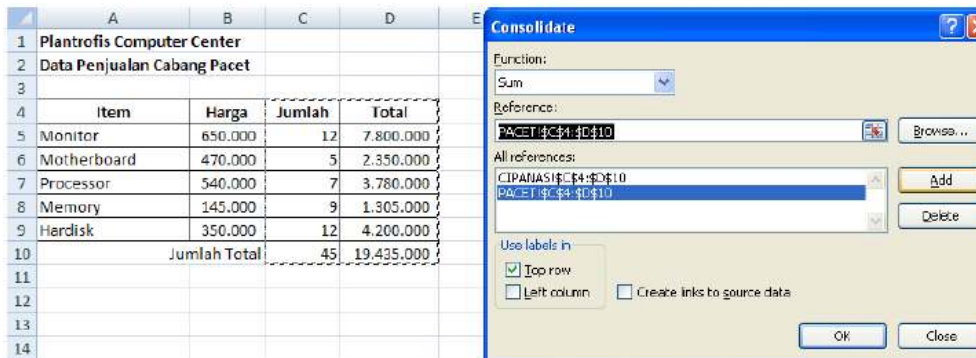 A B C D E
1 Plantrofis Computer Center
2 Data Penjualan Cabang Pacet
3
4 Item Harga Jumlah Total
5 Monitor 650.000 12 7.800.000
6 Motherboard 470.000 5 2.350.000
7 Processor 540.000 7 3.780.000
8 Memory 145.000 9 1.305.000
9 Hardisk 350.000 12 4.200.000
10 Jumlah Total 45 19.435.000
11
12
13
14
Consolidate
Function:
Sum
Reference:
PACET!$C$4:$D$10
Browse...
All references:
CIPANAS!$C$4:$D$10
PACET!$C$4:$D$10
Add
Delete
Use labels in
Top row
Left column
Create links to source data
OK
Close